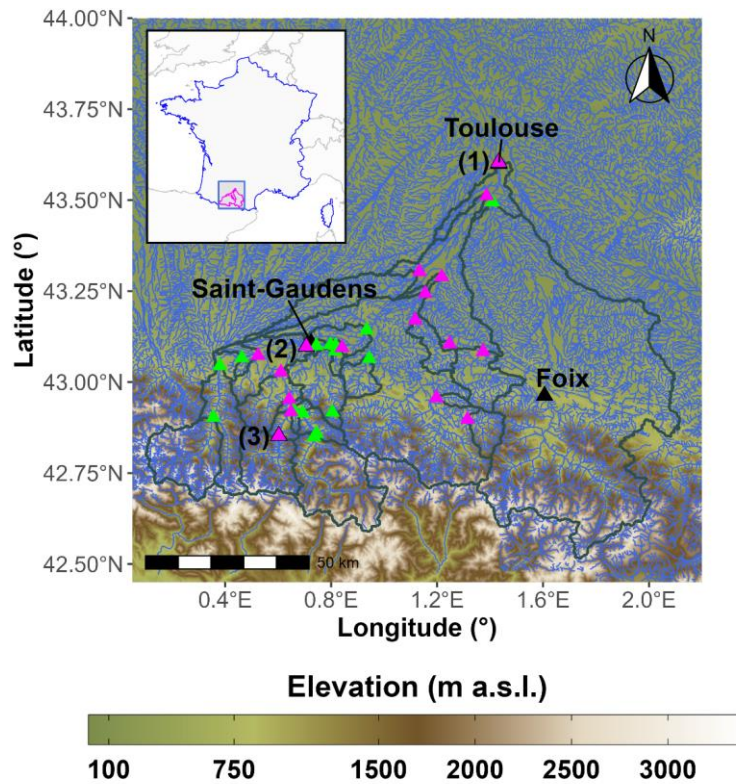 44.00°N
43.75°N
43.50°N
43.25°N
43.00°N
42.75°N
42.50°N
Latitude (°)
N
Toulouse
(1)
Saint-Gaudens
(2)
Foix
(3)
50 km
0.4°E 0.8°E 1.2°E 1.6°E 2.0°E
Longitude (°)
Elevation (m a.s.l.)
100 750 1500 2000 2500 3000